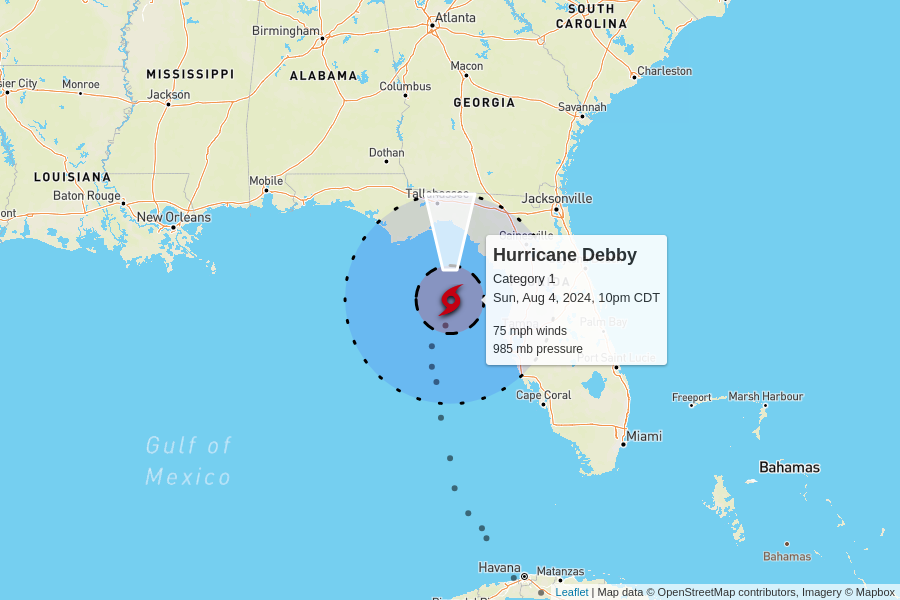 Atlanta
SOUTH
CAROLINA
Birmingham
Macon
Charleston
MISSISSIPPI
ALABAMA
sier City
Monroe
Jackson
Columbus
GEORGIA
Savannah
Dothan
LOUISIANA
Mobile
Baton Rouge
Tallahassee
Jacksonville
ont
New Orleans
Gainesville
Hurricane Debby
Category 1
Sun, Aug 4, 2024, 10pm CDT
75 mph winds
985 mb pressure
Palm Bay
Port Saint Lucie
Cape Coral
Freeport
Marsh Harbour
Miami
Gulf of
Mexico
Bahamas
Bahamas
Havana
Matanzas
Leaflet | Map data © OpenStreetMap contributors, Imagery © Mapbox